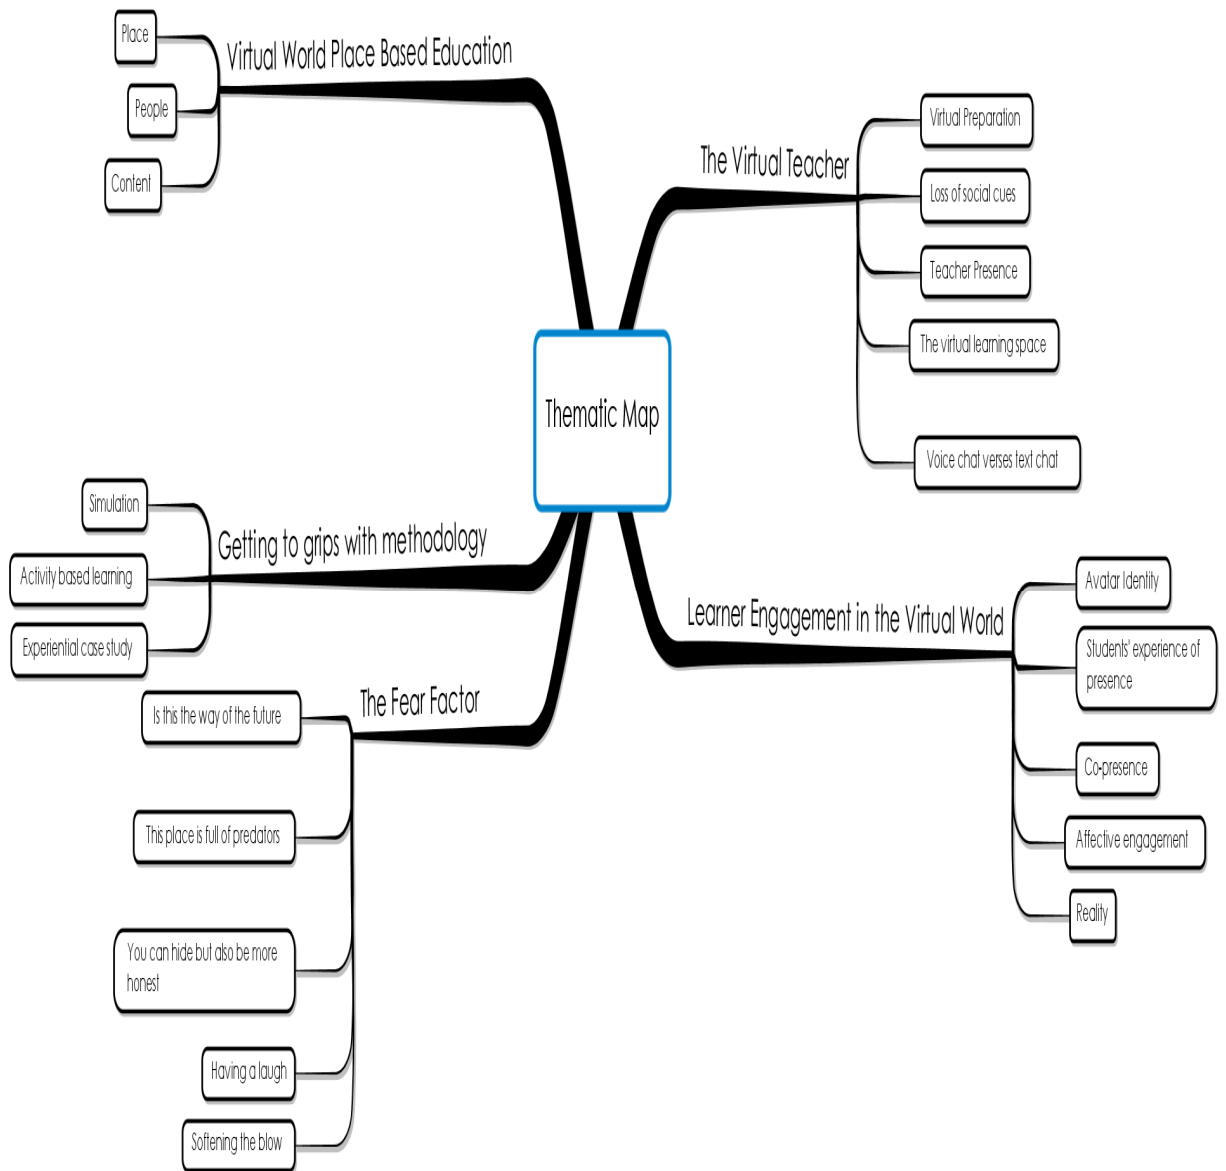 Thematic Map
Virtual World Place Based Education
Place
People
Content
The Virtual Teacher
Virtual Preparation
Loss of social cues
Teacher Presence
The virtual learning space
Voice chat verses text chat
Getting to grips with methodology
Simulation
Activity based learning
Experiential case study
Learner Engagement in the Virtual World
Avatar Identity
Students' experience of
presence
Co-presence
Affective engagement
Reality
The Fear Factor
Is this the way of the future
This place is full of predators
You can hide but also be more
honest
Having a laugh
Softening the blow